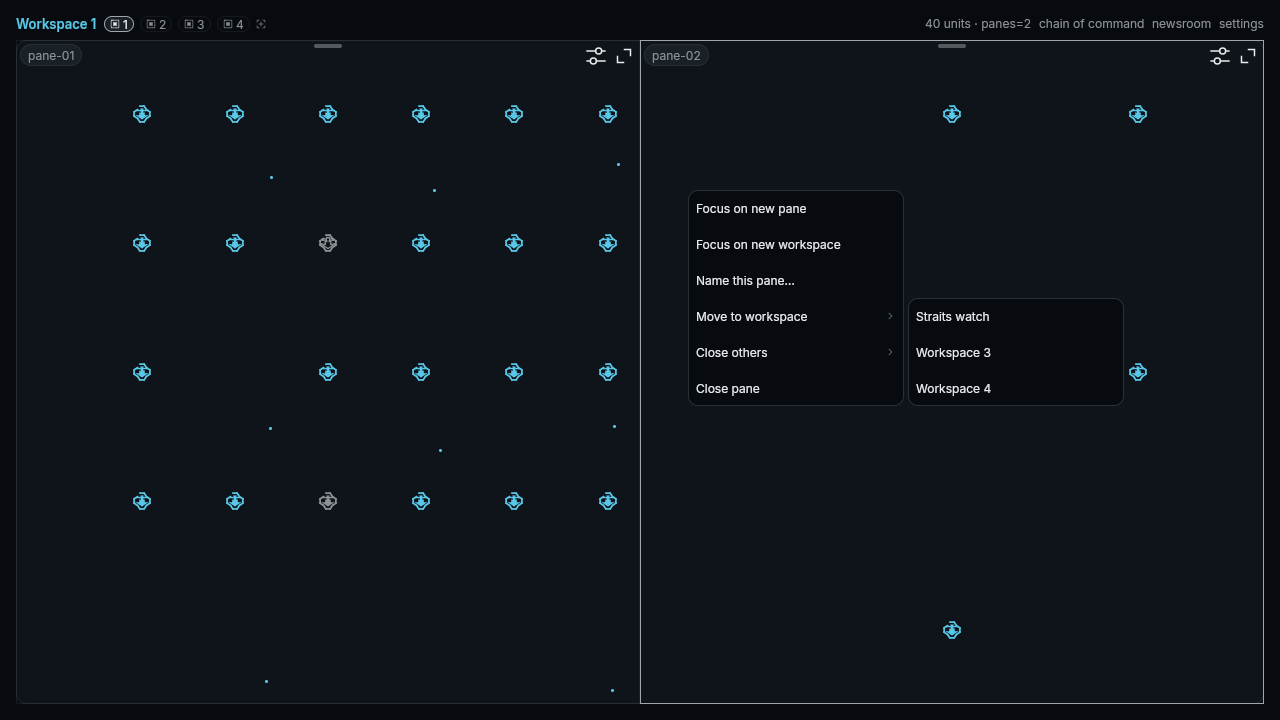 Workspace 1 1 2 3 4 40 units · panes=2 chain of command newsroom settings
pane-01 pane-02
Focus on new pane
Focus on new workspace
Name this pane...
Move to workspace
Close others
Close pane
Straits watch
Workspace 3
Workspace 4